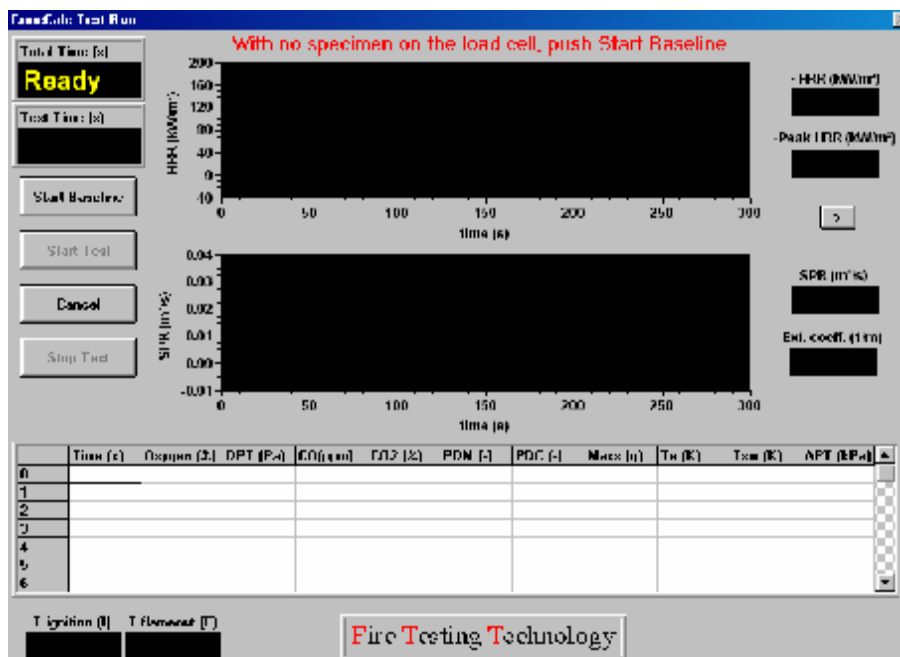 ConeCalc Test Run
With no specimen on the load cell, push Start Baseline
Total Time (s)
Ready
Test Time (s)
Start Baseline
Start Test
Cancel
Stop Test
HRR (kW/m²)
200
160
120
80
40
0
-40
0 50 100 150 200 250 300
time (s)
- HRR (kW/m²)
-Peak HRR (kW/m²)
>
SPR (m²/s)
0.04
0.03
0.02
0.01
0.00
-0.01
0 50 100 150 200 250 300
time (s)
SPR (m²/s)
Ext. coeff. (1/m)
Time (s) Oxygen (%) DPT (Pa) CO(ppm) CO2 (%) PDM (-) PDC (-) Mass (g) Te (K) Tsm (K) APT (kPa)
0
1
2
3
4
5
6
T ignition (I) T flameout (F)
Fire Testing Technology